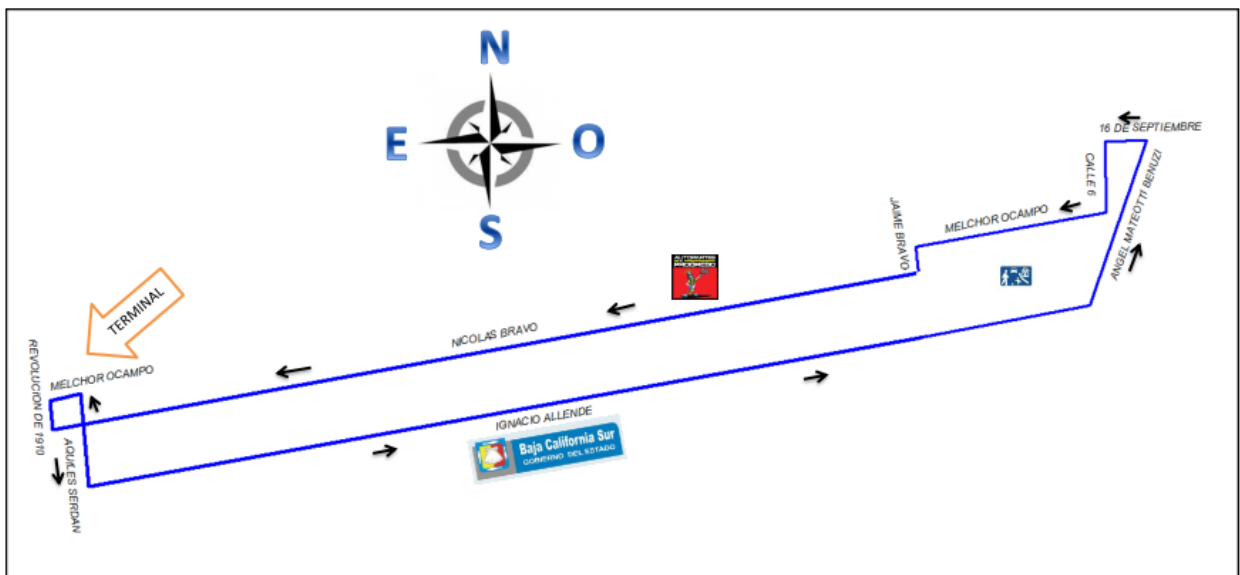 N
E
O
S
16 DE SEPTIEMBRE
CALLE 6
ANGEL MATEOTTI BENUZI
MELCHOR OCAMPO
JAIME BRAVO
NICOLAS BRAVO
TERMINAL
MELCHOR OCAMPO
REVOLUCION DE 1910
AQUILES SERDAN
IGNACIO ALLENDE
Baja California Sur
GOBIERNO DEL ESTADO